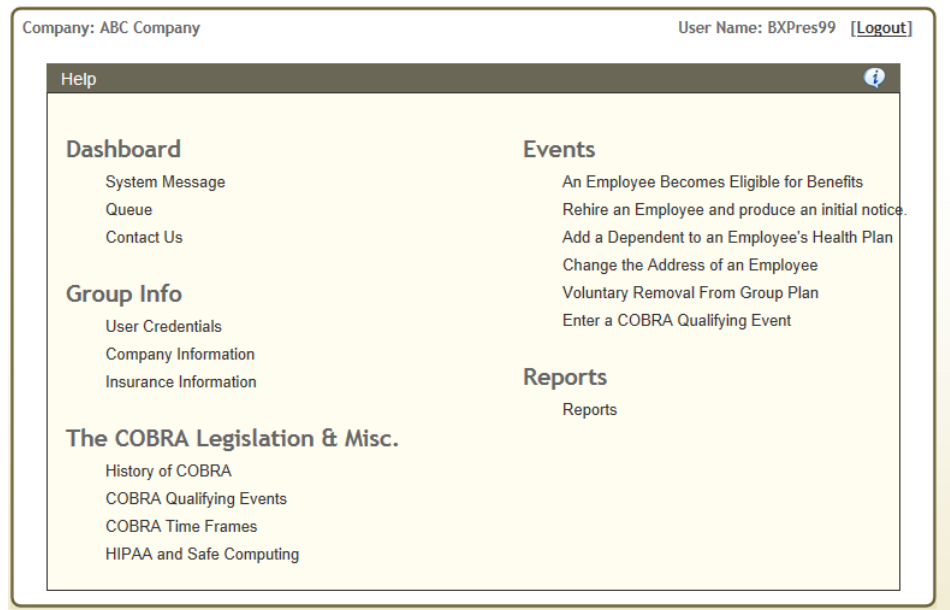 Company: ABC Company
User Name: BXPres99 [Logout]
Help
Dashboard
System Message
Queue
Contact Us
Group Info
User Credentials
Company Information
Insurance Information
The COBRA Legislation & Misc.
History of COBRA
COBRA Qualifying Events
COBRA Time Frames
HIPAA and Safe Computing
Events
An Employee Becomes Eligible for Benefits
Rehire an Employee and produce an initial notice.
Add a Dependent to an Employee's Health Plan
Change the Address of an Employee
Voluntary Removal From Group Plan
Enter a COBRA Qualifying Event
Reports
Reports